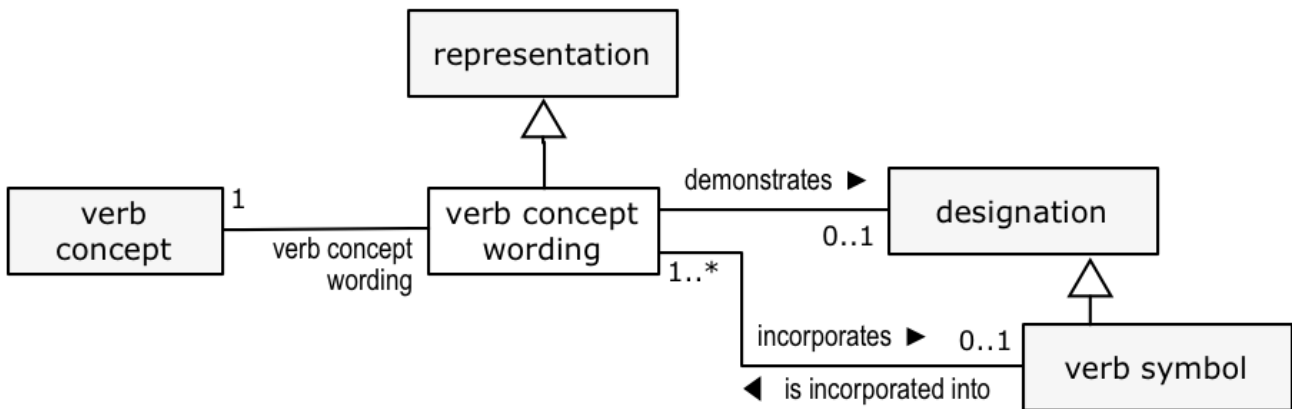 representation
demonstrates ►
verb
concept
1
verb concept
wording
verb concept
wording
designation
0..1
1..*
incorporates ►
0..1
◄ is incorporated into
verb symbol